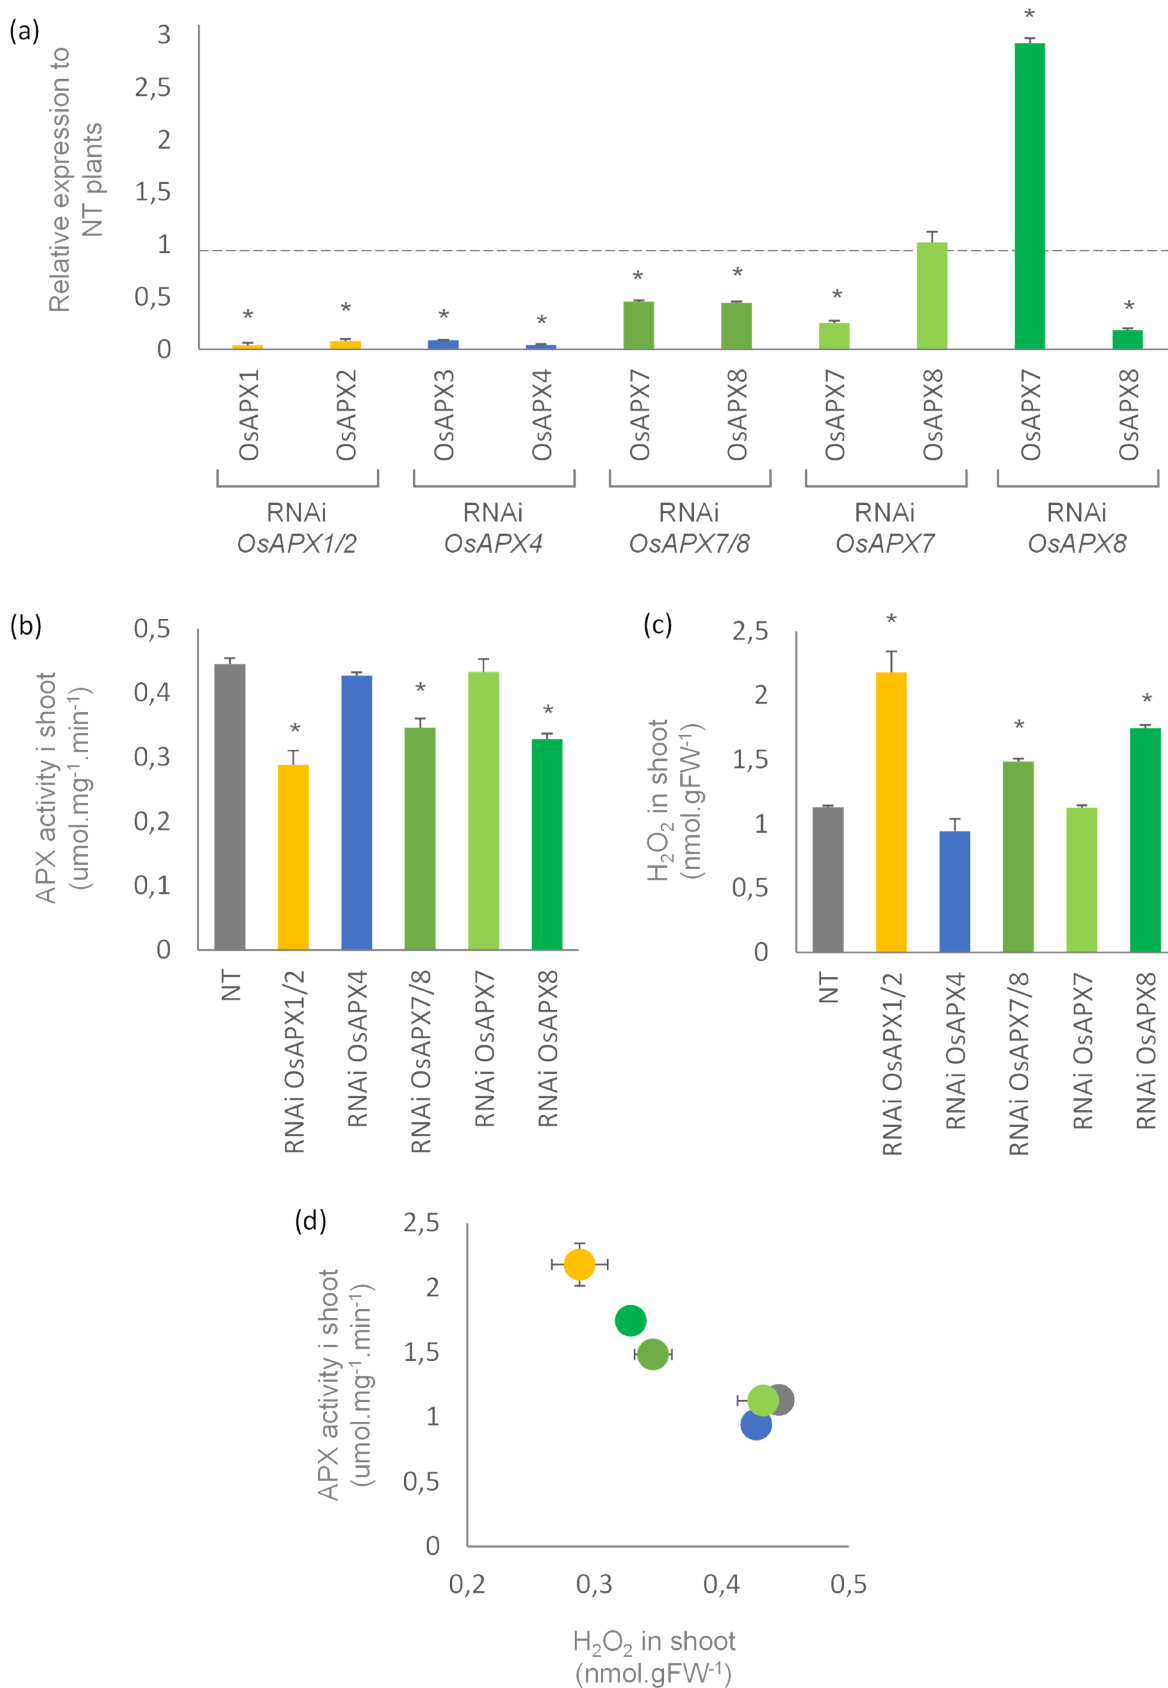 (a)
Relative expression to
NT plants
3
2,5
2
1,5
1
0,5
0
* * * * * * * * *
OsAPX1
OsAPX2
OsAPX3
OsAPX4
OsAPX7
OsAPX8
OsAPX7
OsAPX8
OsAPX7
OsAPX8
RNAi
OsAPX1/2
RNAi
OsAPX4
RNAi
OsAPX7/8
RNAi
OsAPX7
RNAi
OsAPX8
(b)
APX activity i shoot
(umol.mg⁻¹.min⁻¹)
0,5
0,4
0,3
0,2
0,1
0
* * *
NT
RNAi OsAPX1/2
RNAi OsAPX4
RNAi OsAPX7/8
RNAi OsAPX7
RNAi OsAPX8
(c)
H₂O₂ in shoot
(nmol.gFW⁻¹)
2,5
2
1,5
1
0,5
0
* * *
NT
RNAi OsAPX1/2
RNAi OsAPX4
RNAi OsAPX7/8
RNAi OsAPX7
RNAi OsAPX8
(d)
APX activity i shoot
(umol.mg⁻¹.min⁻¹)
2,5
2
1,5
1
0,5
0
0,2 0,3 0,4 0,5
H₂O₂ in shoot
(nmol.gFW⁻¹)